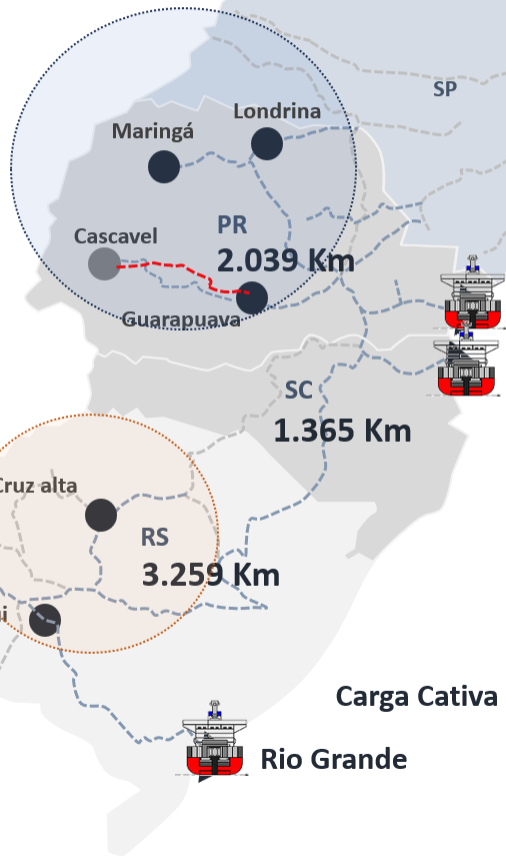 SP
Londrina
Maringá
PR
Cascavel
2.039 Km
Guarapuava
SC
1.365 Km
Cruz alta
RS
3.259 Km
Carga Cativa
Rio Grande